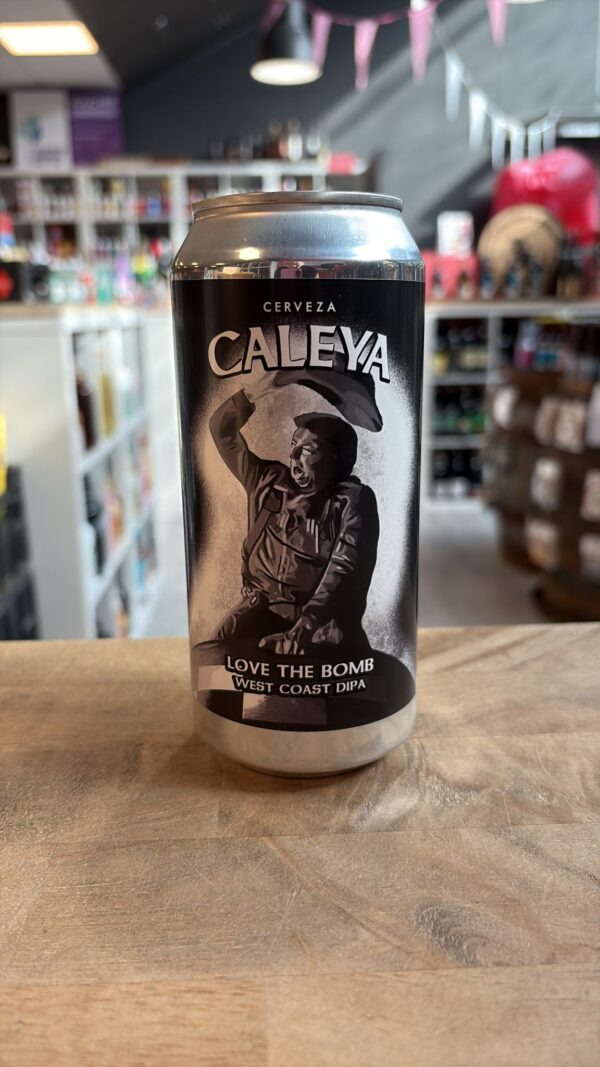 CERVEZA
CALEYA
LOVE THE BOMB
WEST COAST DIPA